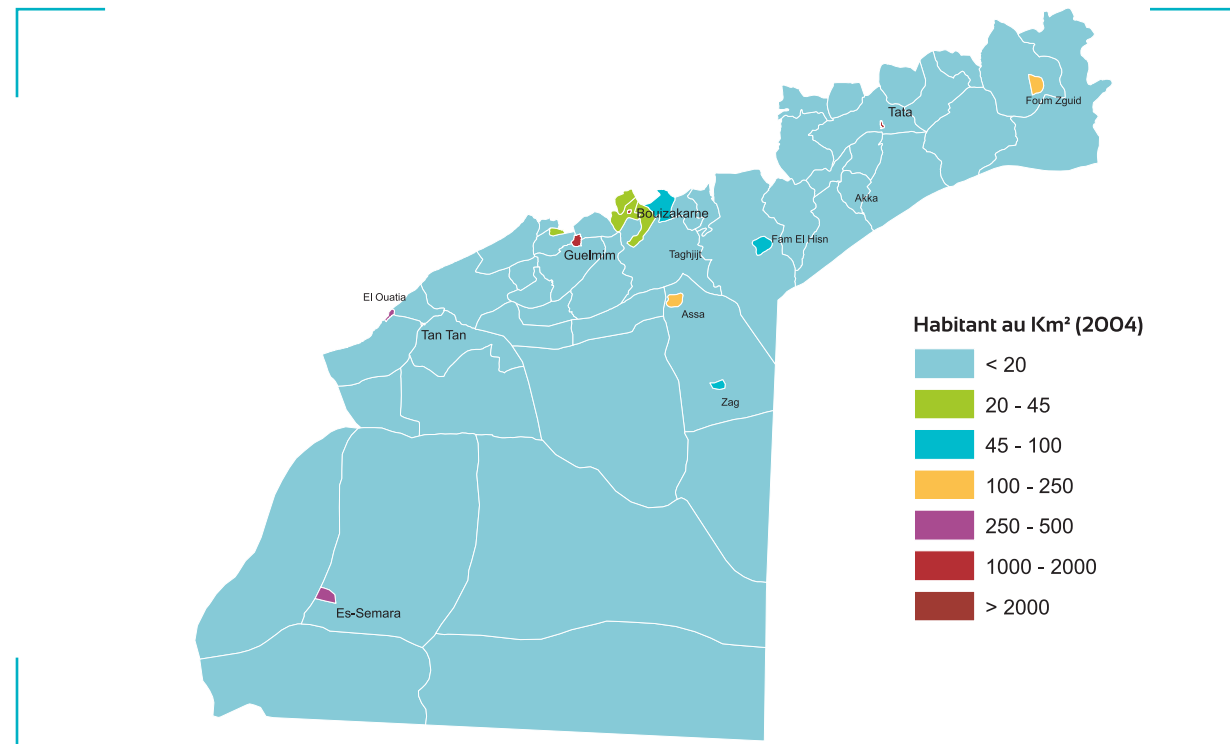 Foum Zguid
Tata
Akka
Bouizakarne
Fam El Hisn
Guelmim
Taghjijt
El Ouatia
Assa
Tan Tan
Zag
Es-Semara
Habitant au Km² (2004)
< 20
20 - 45
45 - 100
100 - 250
250 - 500
1000 - 2000
> 2000